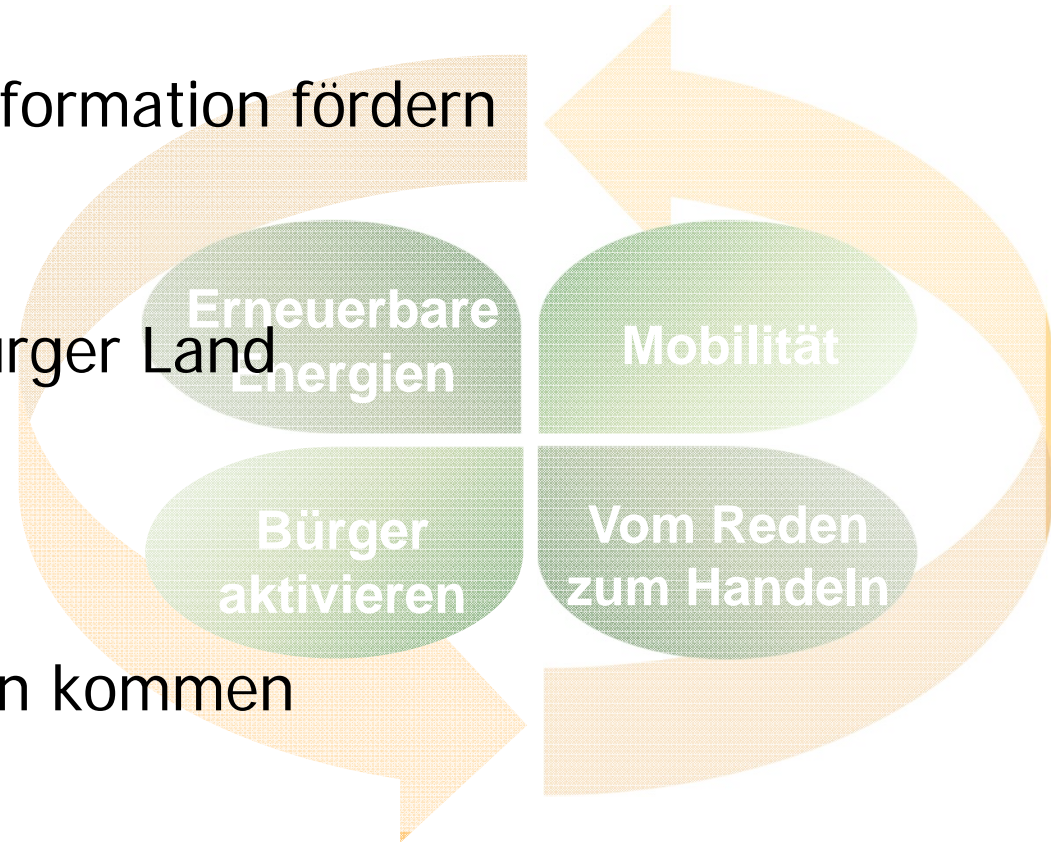 formation fördern
Erneuerbare
Energien
Mobilität
rger Land
Bürger
aktivieren
Vom Reden
zum Handeln
n kommen